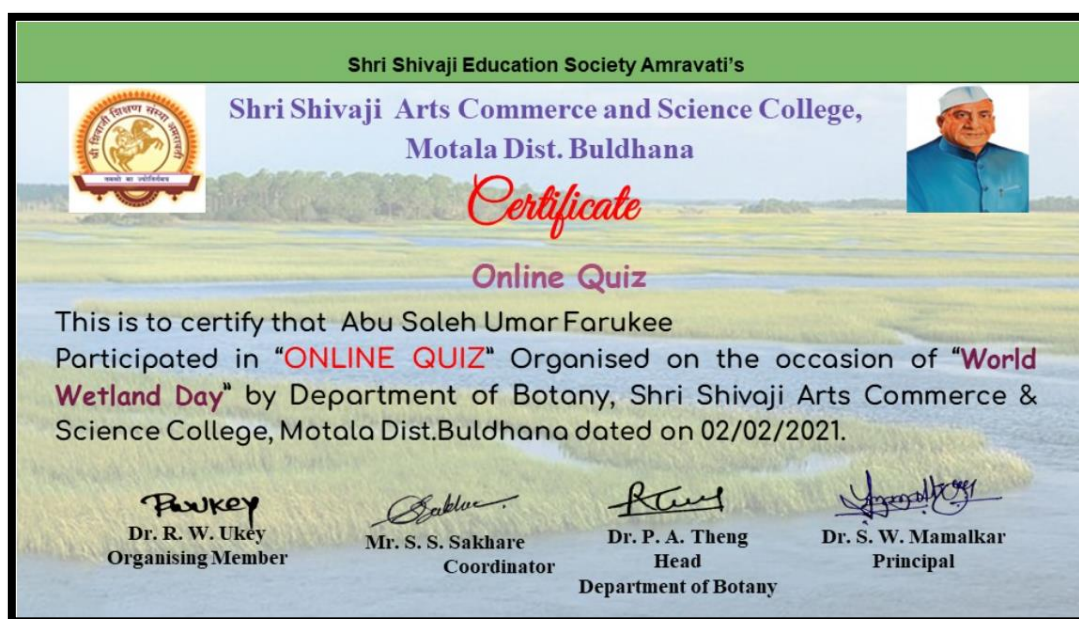 Shri Shivaji Education Society Amravati's
Shri Shivaji Arts Commerce and Science College,
Motala Dist. Buldhana
श्री शिवाजी शिक्षण संस्था अमरावती
Certificate
Online Quiz
This is to certify that Abu Saleh Umar Farukee
Participated in “ONLINE QUIZ” Organised on the occasion of “World
Wetland Day” by Department of Botany, Shri Shivaji Arts Commerce &
Science College, Motala Dist.Buldhana dated on 02/02/2021.
Dr. R. W. Ukey
Organising Member
Mr. S. S. Sakhare
Coordinator
Dr. P. A. Theng
Head
Department of Botany
Dr. S. W. Mamalkar
Principal